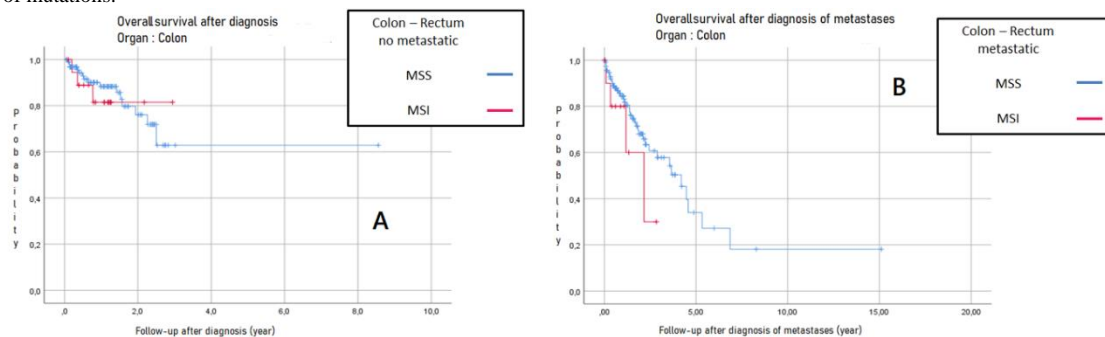 of mutations.
Overall survival after diagnosis
Organ : Colon
Colon – Rectum
no metastatic
MSS
MSI
Probability
1,0
0,8
0,6
0,4
0,2
0,0
A
,0
2,0
4,0
6,0
8,0
10,0
Follow-up after diagnosis (year)
Overall survival after diagnosis of metastases
Organ : Colon
Colon – Rectum
metastatic
MSS
MSI
B
Probability
1,0
0,8
0,6
0,4
0,2
0,0
,00
5,00
10,00
15,00
20,00
Follow-up after diagnosis of metastases (year)